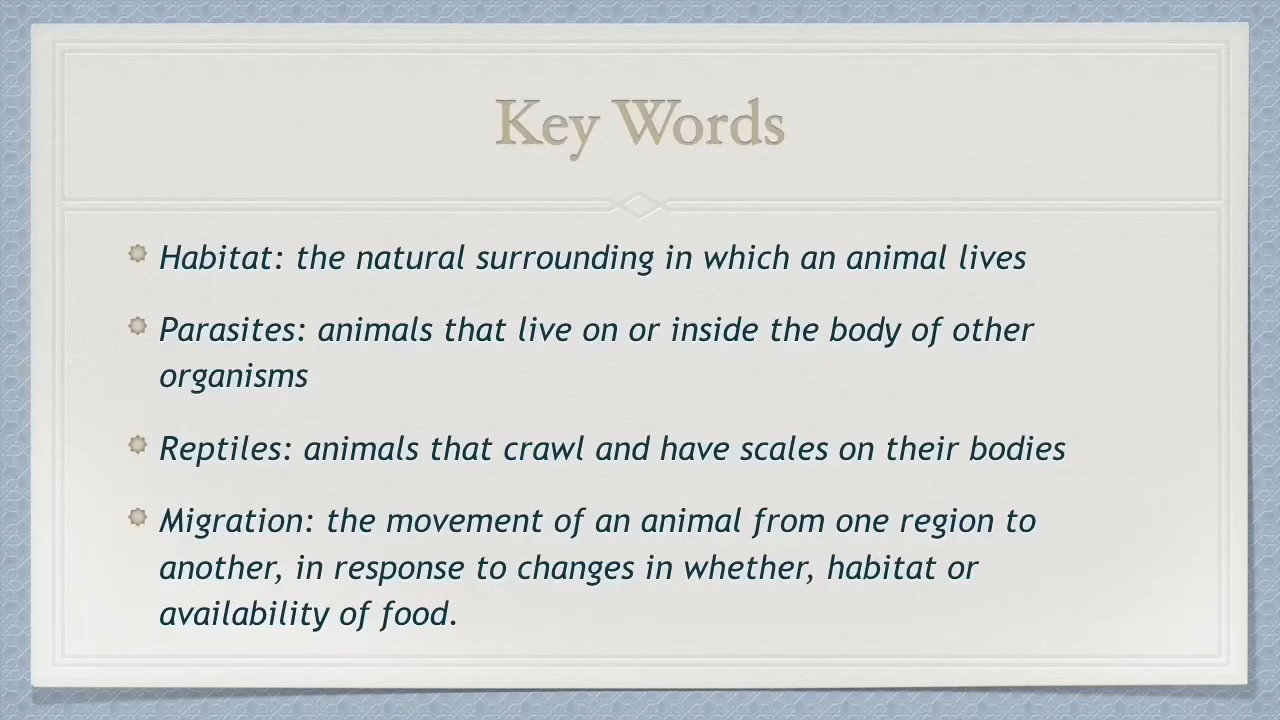 Key Words
Habitat: the natural surrounding in which an animal lives
Parasites: animals that live on or inside the body of other
organisms
Reptiles: animals that crawl and have scales on their bodies
Migration: the movement of an animal from one region to
another, in response to changes in whether, habitat or
availability of food.